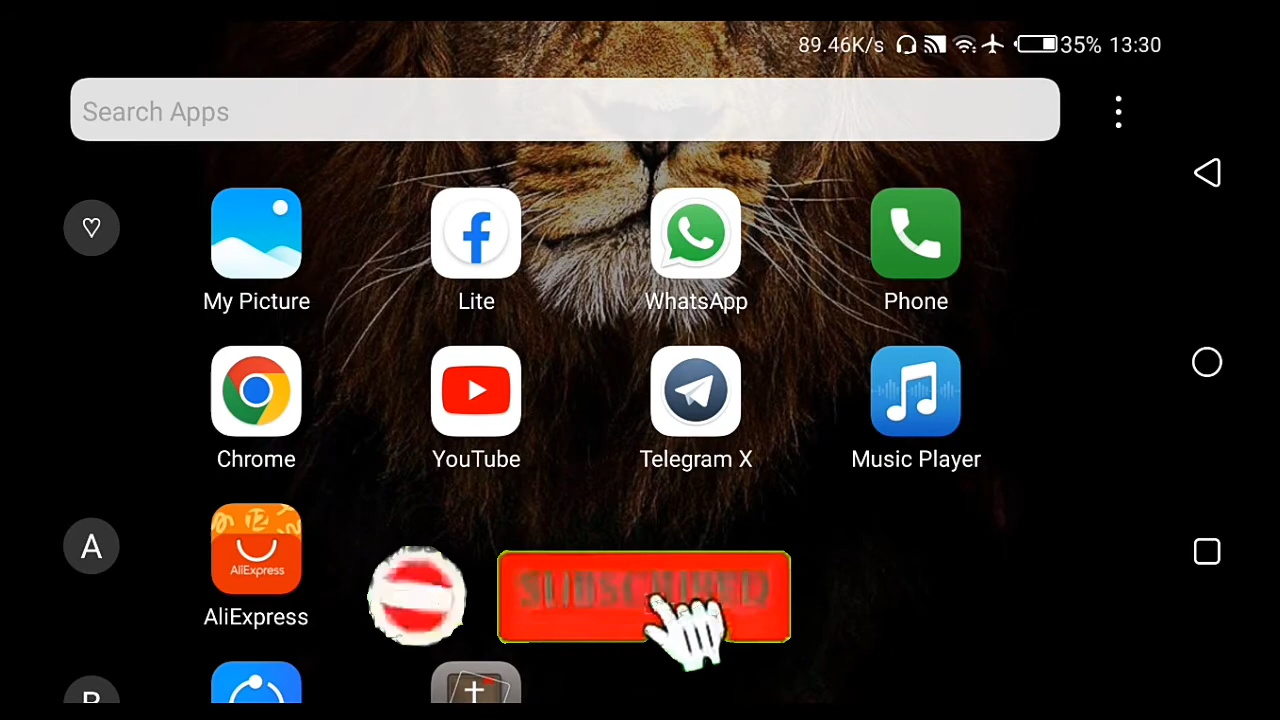 89.46K/s 35% 13:30
Search Apps
My Picture
Lite
WhatsApp
Phone
Chrome
YouTube
Telegram X
Music Player
A
AliExpress
AliExpress
SUBSCRIBED